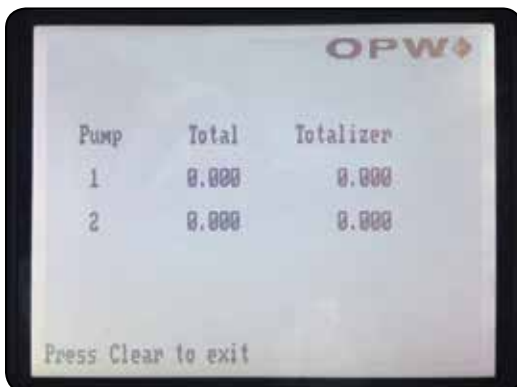 OPW
Pump Total Totalizer
1 0.000 0.000
2 0.000 0.000
Press Clear to exit